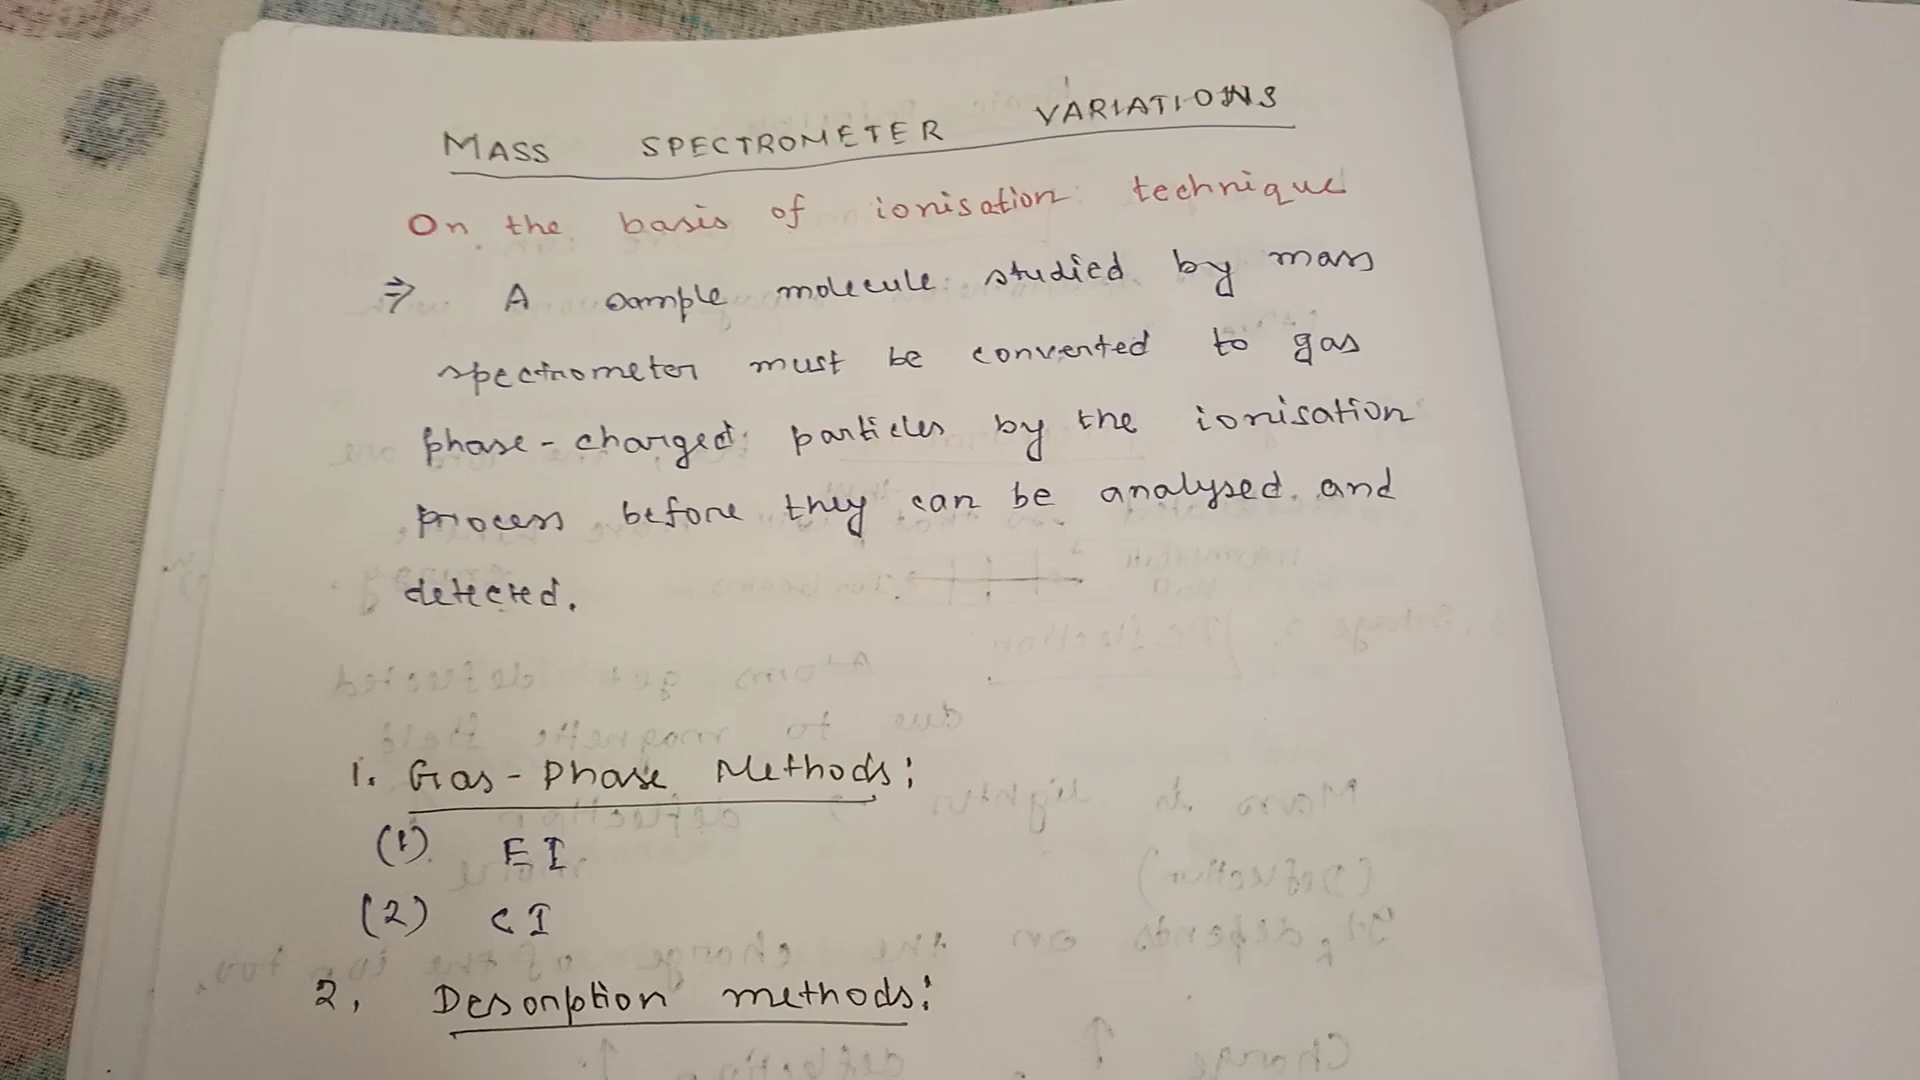 MASS SPECTROMETER VARIATIONS
On the basis of ionisation technique
⇒ A sample molecule studied by mass
spectrometer must be converted to gas
phase-charged particles by the ionisation
process before they can be analysed and
detected.
1. Gas-Phase Methods:
(1) EI
(2) CI
2. Desorption methods: